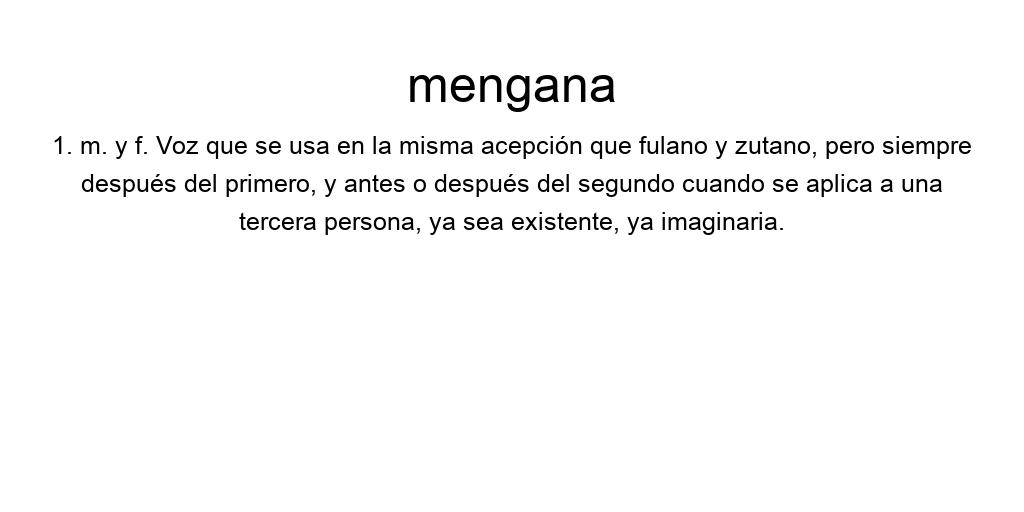 mengana
1. m. y f. Voz que se usa en la misma acepción que fulano y zutano, pero siempre
después del primero, y antes o después del segundo cuando se aplica a una
tercera persona, ya sea existente, ya imaginaria.